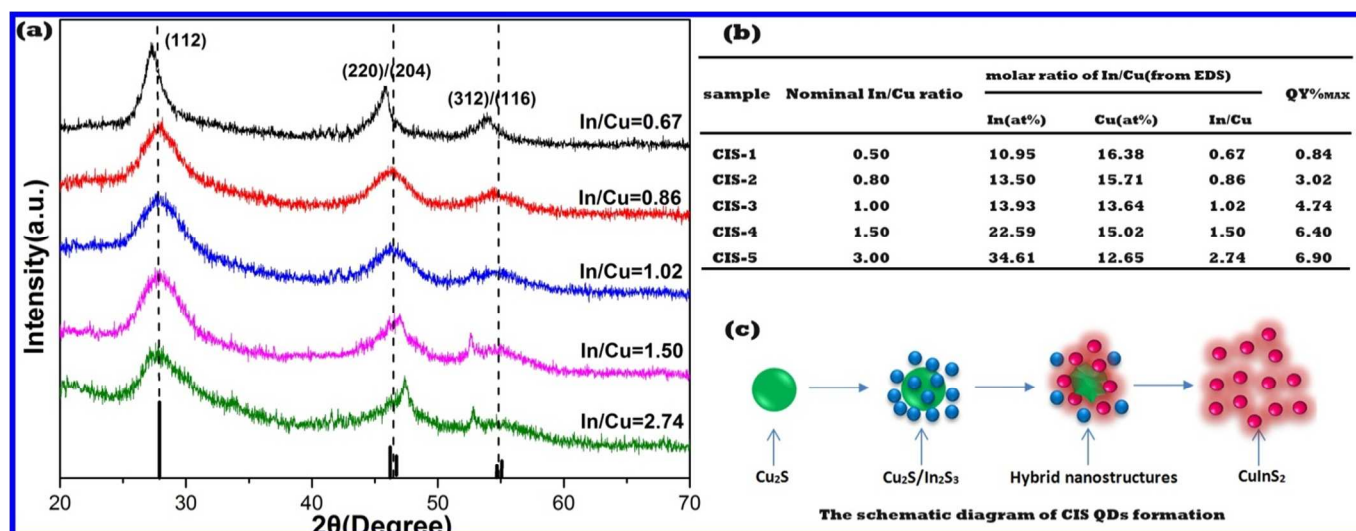 (a)
(112)
(220)/(204)
(312)/(116)
In/Cu=0.67
In/Cu=0.86
In/Cu=1.02
In/Cu=1.50
In/Cu=2.74
Intensity(a.u.)
20 30 40 50 60 70
2θ(Degree)
(b)
molar ratio of In/Cu(from EDS)
sample Nominal In/Cu ratio QY%MAX
In(at%) Cu(at%) In/Cu
CIS-1 0.50 10.95 16.38 0.67 0.84
CIS-2 0.80 13.50 15.71 0.86 3.02
CIS-3 1.00 13.93 13.64 1.02 4.74
CIS-4 1.50 22.59 15.02 1.50 6.40
CIS-5 3.00 34.61 12.65 2.74 6.90
(c)
Cu₂S Cu₂S/In₂S₃ Hybrid nanostructures CuInS₂
The schematic diagram of CIS QDs formation